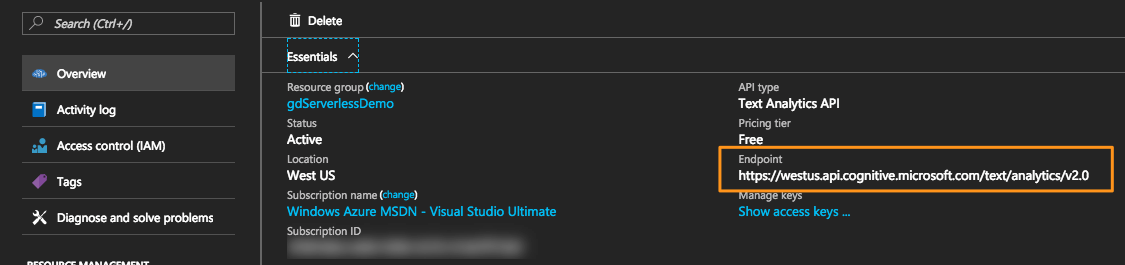 Search (Ctrl+/)
Overview
Activity log
Access control (IAM)
Tags
Diagnose and solve problems
RESOURCE MANAGEMENT
Delete
Essentials
Resource group (change)
gdServerlessDemo
Status
Active
Location
West US
Subscription name (change)
Windows Azure MSDN - Visual Studio Ultimate
Subscription ID
API type
Text Analytics API
Pricing tier
Free
Endpoint
https://westus.api.cognitive.microsoft.com/text/analytics/v2.0
Manage keys
Show access keys ...